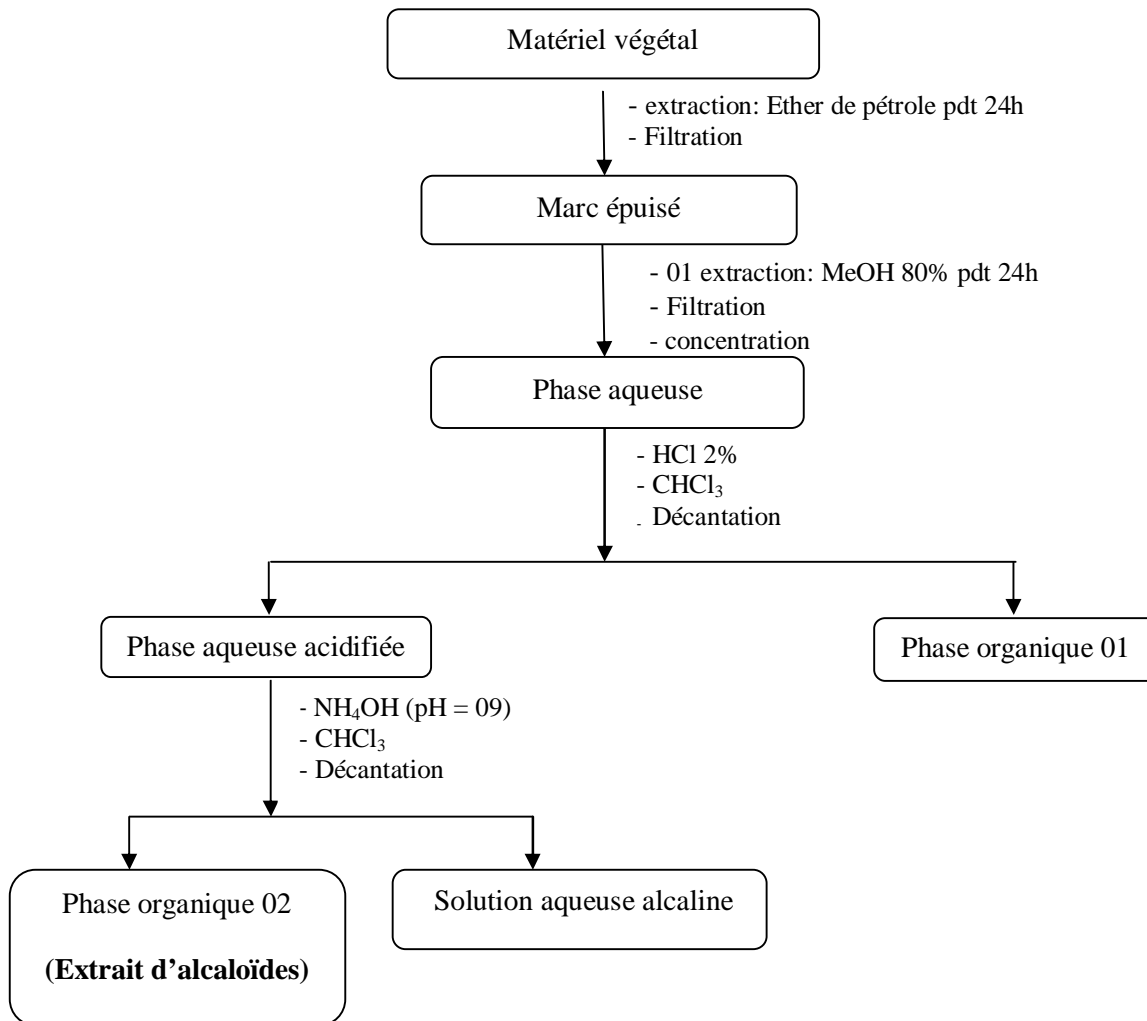 Matériel végétal
- extraction: Ether de pétrole pdt 24h
- Filtration
Marc épuisé
- 01 extraction: MeOH 80% pdt 24h
- Filtration
- concentration
Phase aqueuse
- HCl 2%
- CHCl₃
- Décantation
Phase aqueuse acidifiée
Phase organique 01
- NH₄OH (pH = 09)
- CHCl₃
- Décantation
Phase organique 02
(Extrait d’alcaloïdes)
Solution aqueuse alcaline